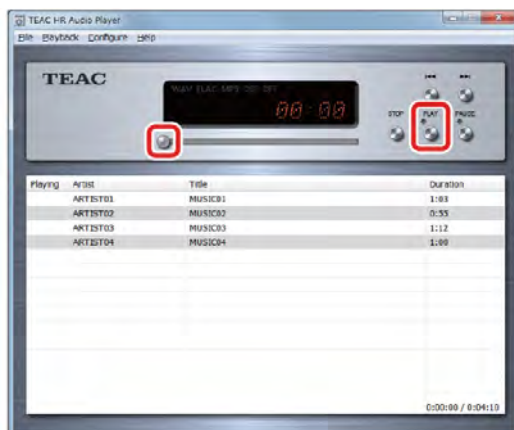 TEAC HR Audio Player
File Playback Configure Help
TEAC
WAV FLAC MP3 DSD DFF
00:00
STOP PLAY PAUSE
Playing Artist Title Duration
ARTIST01 MUSIC01 1:03
ARTIST02 MUSIC02 0:55
ARTIST03 MUSIC03 1:12
ARTIST04 MUSIC04 1:00
0:00:00 / 0:04:10